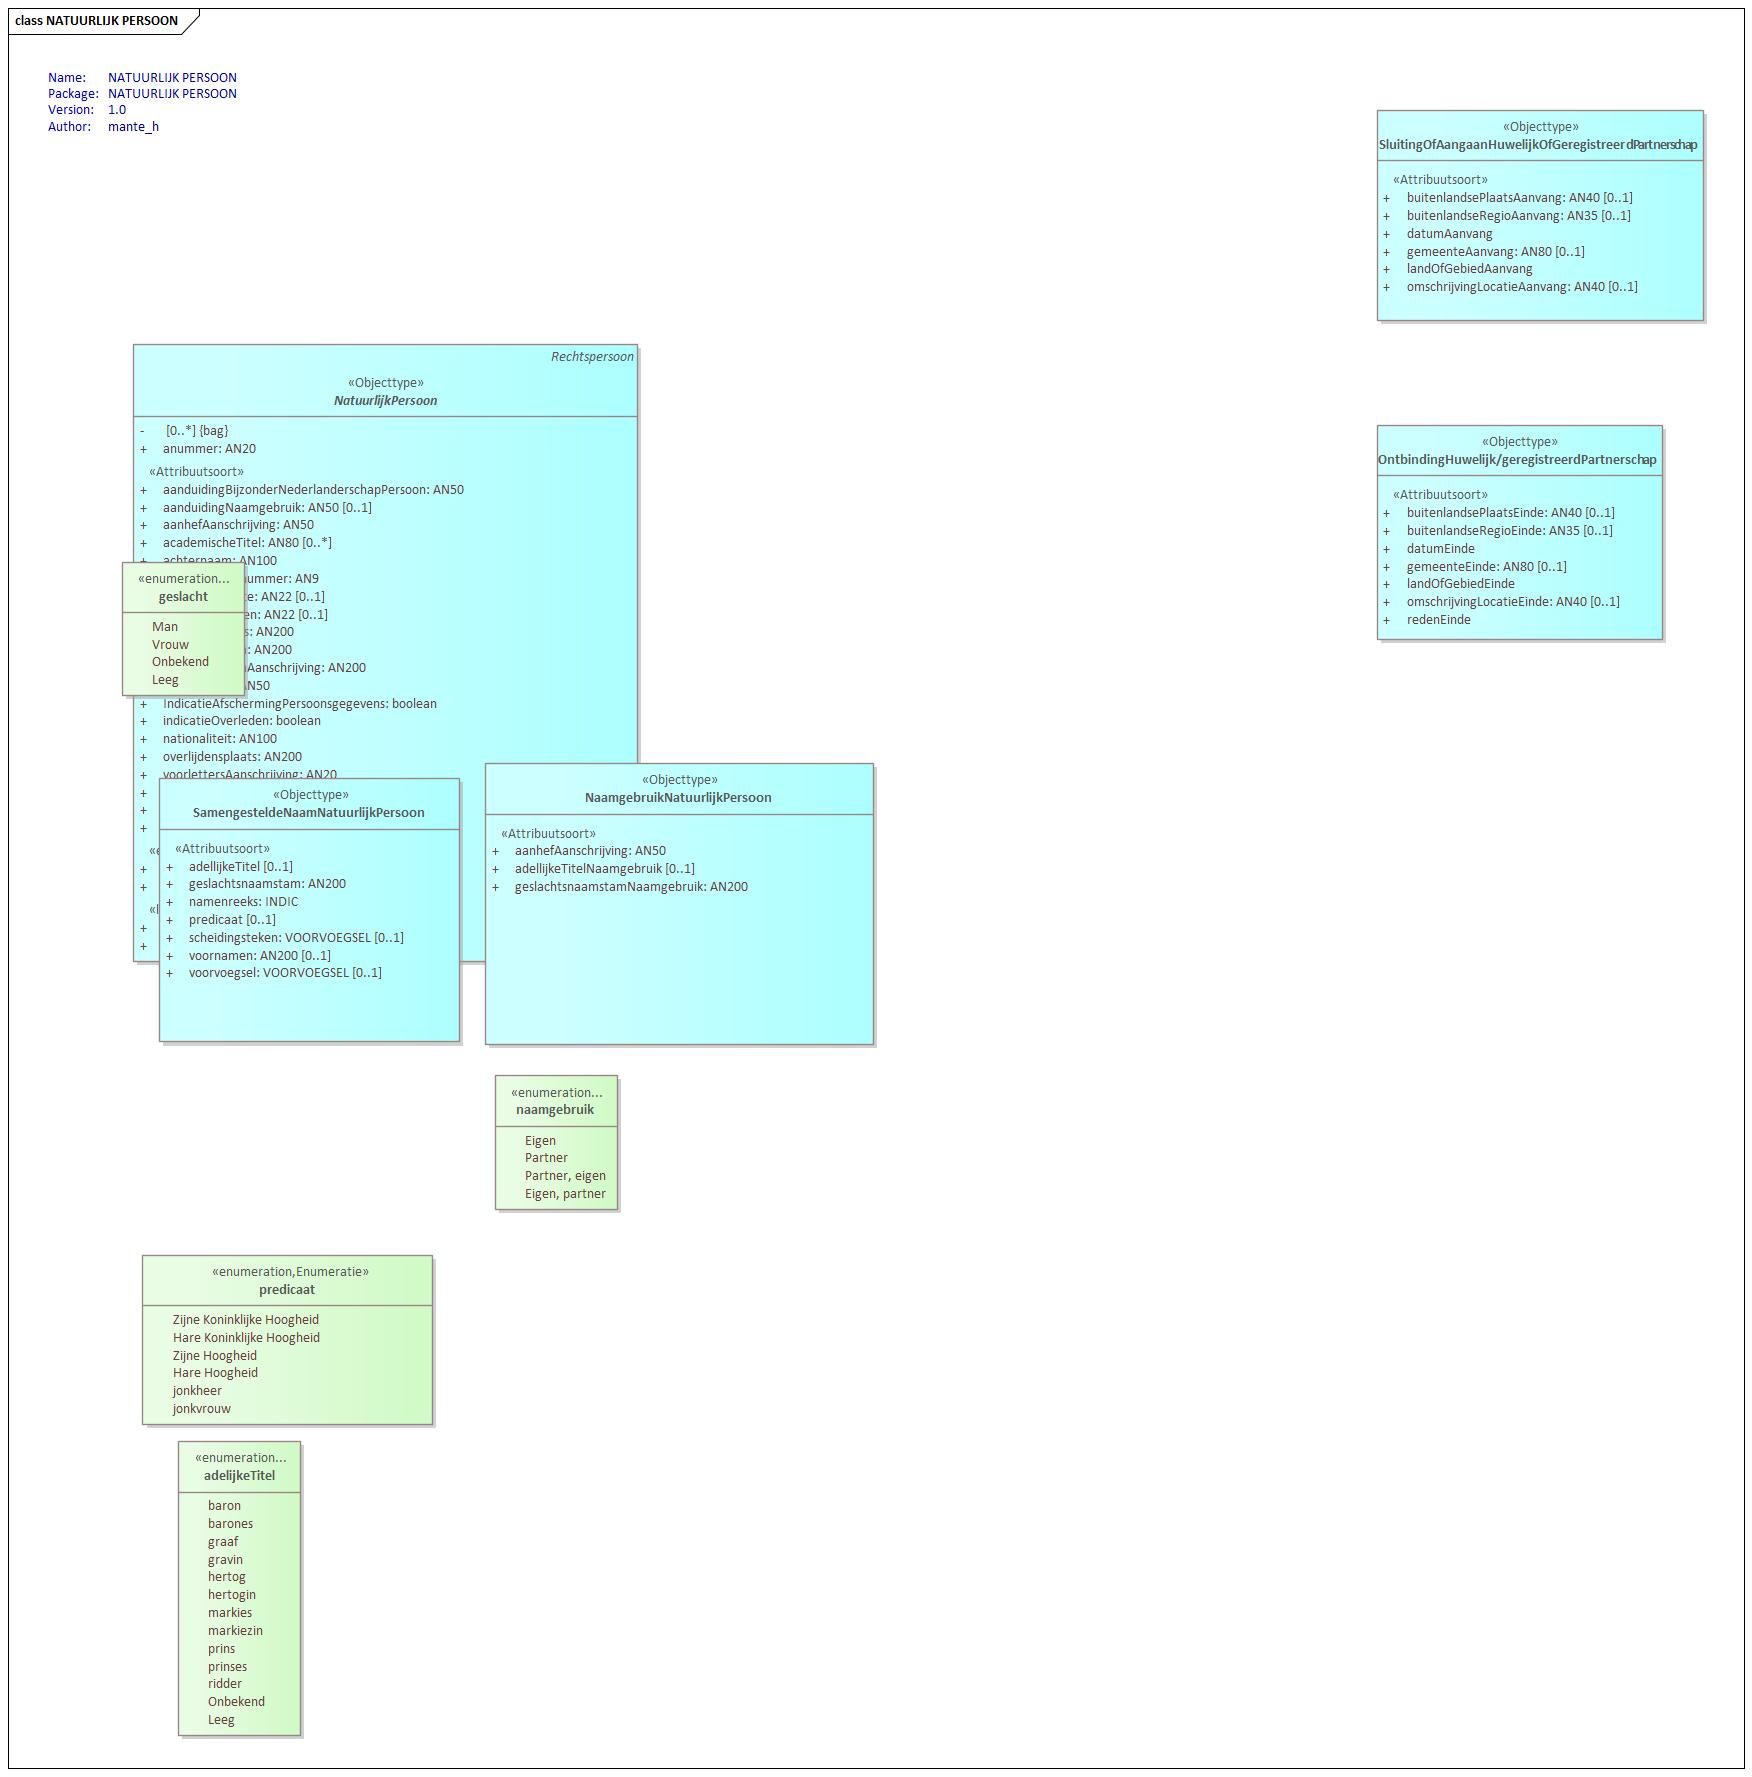 class NATUURLIJK PERSOON
Name: NATUURLIJK PERSOON
Package: NATUURLIJK PERSOON
Version: 1.0
Author: mante_h
«Objecttype»
SluitingOfAangaanHuwelijkOfGeregistreerdPartnerschap
«Attribuutsoort»
+ buitenlandsePlaatsAanvang: AN40 [0..1]
+ buitenlandseRegioAanvang: AN35 [0..1]
+ datumAanvang
+ gemeenteAanvang: AN80 [0..1]
+ landOfGebiedAanvang
+ omschrijvingLocatieAanvang: AN40 [0..1]
Rechtspersoon
«Objecttype»
NatuurlijkPersoon
- [0..*] {bag}
+ anummer: AN20
«Attribuutsoort»
+ aanduidingBijzonderNederlanderschapPersoon: AN50
+ aanduidingNaamgebruik: AN50 [0..1]
+ aanhefAanschrijving: AN50
+ academischeTitel: AN80 [0..*]
+ achternaam: AN100
ummer: AN9
e: AN22 [0..1]
en: AN22 [0..1]
s: AN200
: AN200
Aanschrijving: AN200
AN50
+ IndicatieAfschermingPersoonsgegevens: boolean
+ indicatieOverleden: boolean
+ nationaliteit: AN100
+ overlijdensplaats: AN200
+ voorlettersAanschrijving: AN20
+
+
+
+
+
+
+
«enumeration...
geslacht
Man
Vrouw
Onbekend
Leeg
«Objecttype»
OntbindingHuwelijk/geregistreerdPartnerschap
«Attribuutsoort»
+ buitenlandsePlaatsEinde: AN40 [0..1]
+ buitenlandseRegioEinde: AN35 [0..1]
+ datumEinde
+ gemeenteEinde: AN80 [0..1]
+ landOfGebiedEinde
+ omschrijvingLocatieEinde: AN40 [0..1]
+ redenEinde
«Objecttype»
SamengesteldeNaamNatuurlijkPersoon
«Attribuutsoort»
+ adellijkeTitel [0..1]
+ geslachtsnaamstam: AN200
+ namenreeks: INDIC
+ predicaat [0..1]
+ scheidingsteken: VOORVOEGSEL [0..1]
+ voornamen: AN200 [0..1]
+ voorvoegsel: VOORVOEGSEL [0..1]
«Objecttype»
NaamgebruikNatuurlijkPersoon
«Attribuutsoort»
+ aanhefAanschrijving: AN50
+ adellijkeTitelNaamgebruik [0..1]
+ geslachtsnaamstamNaamgebruik: AN200
«enumeration...
naamgebruik
Eigen
Partner
Partner, eigen
Eigen, partner
«enumeration,Enumeratie»
predicaat
Zijne Koninklijke Hoogheid
Hare Koninklijke Hoogheid
Zijne Hoogheid
Hare Hoogheid
jonkheer
jonkvrouw
«enumeration...
adelijkeTitel
baron
barones
graaf
gravin
hertog
hertogin
markies
markiezin
prins
prinses
ridder
Onbekend
Leeg